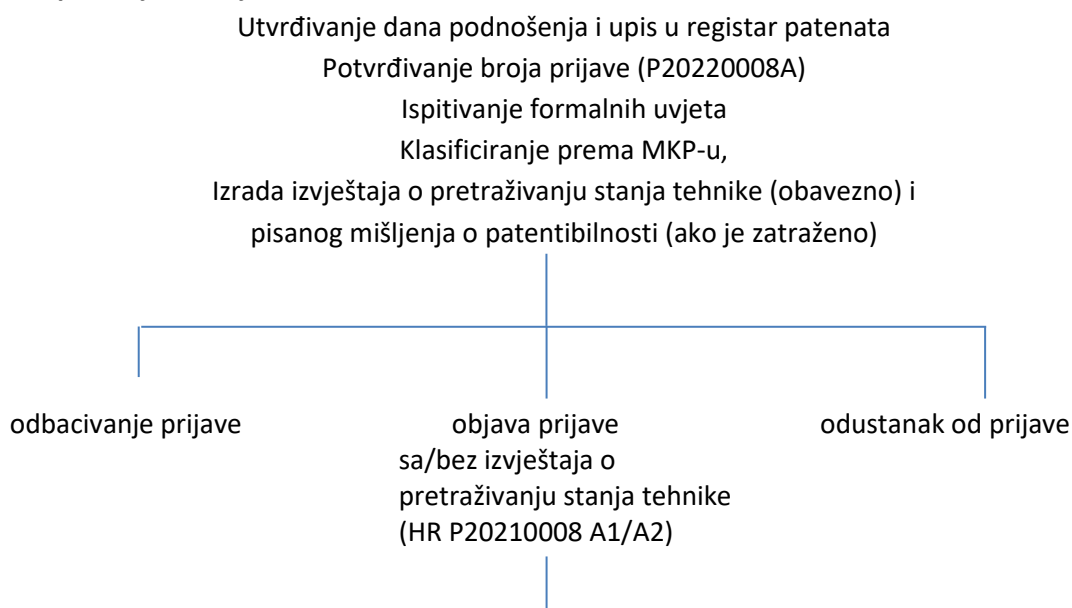 Utvrđivanje dana podnošenja i upis u registar patenata
Potvrđivanje broja prijave (P20220008A)
Ispitivanje formalnih uvjeta
Klasificiranje prema MKP-u,
Izrada izvještaja o pretraživanju stanja tehnike (obavezno) i
pisanog mišljenja o patentibilnosti (ako je zatraženo)
odbacivanje prijave
objava prijave
sa/bez izvještaja o
pretraživanju stanja tehnike
(HR P20210008 A1/A2)
odustanak od prijave